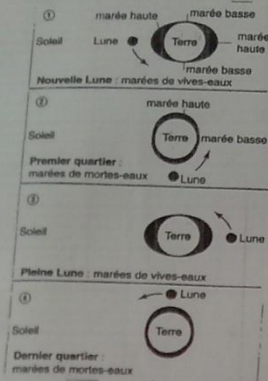 ①
marée haute marée basse
Soleil Lune Terre marée haute
marée basse
Nouvelle Lune : marées de vives-eaux
②
marée haute
Soleil Terre marée basse
Premier quartier :
marées de mortes-eaux
Lune
③
Soleil Terre Lune
Pleine Lune : marées de vives-eaux
④
Lune
Soleil Terre
Dernier quartier :
marées de mortes-eaux